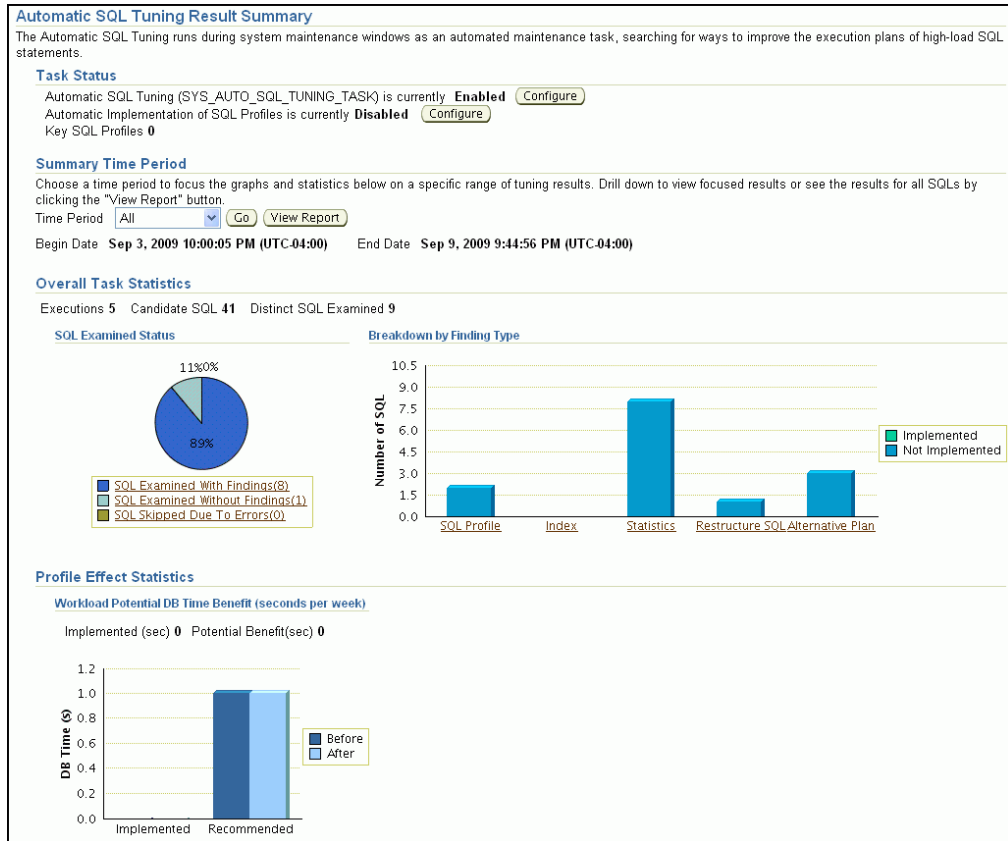 Automatic SQL Tuning Result Summary
The Automatic SQL Tuning runs during system maintenance windows as an automated maintenance task, searching for ways to improve the execution plans of high-load SQL
statements.
Task Status
Automatic SQL Tuning (SYS_AUTO_SQL_TUNING_TASK) is currently Enabled Configure
Automatic Implementation of SQL Profiles is currently Disabled Configure
Key SQL Profiles 0
Summary Time Period
Choose a time period to focus the graphs and statistics below on a specific range of tuning results. Drill down to view focused results or see the results for all SQLs by
clicking the "View Report" button.
Time Period All Go View Report
Begin Date Sep 3, 2009 10:00:05 PM (UTC-04:00) End Date Sep 9, 2009 9:44:56 PM (UTC-04:00)
Overall Task Statistics
Executions 5 Candidate SQL 41 Distinct SQL Examined 9
SQL Examined Status
11%0%
89%
SQL Examined With Findings(8)
SQL Examined Without Findings(1)
SQL Skipped Due To Errors(0)
Breakdown by Finding Type
Number of SQL
10.5
9.0
7.5
6.0
4.5
3.0
1.5
0.0
SQL Profile Index Statistics Restructure SQL Alternative Plan
Implemented
Not Implemented
Profile Effect Statistics
Workload Potential DB Time Benefit (seconds per week)
Implemented (sec) 0 Potential Benefit(sec) 0
DB Time (s)
1.2
1.0
0.8
0.6
0.4
0.2
0.0
Implemented Recommended
Before
After